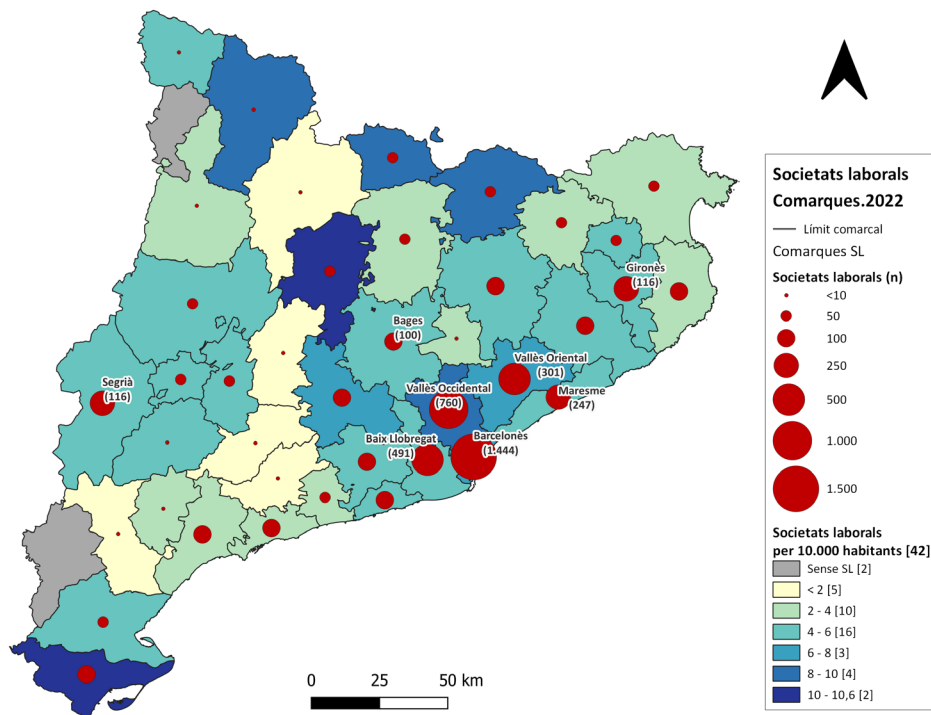 Gironès
(116)
Bages
(100)
Vallès Oriental
(301)
Vallès Occidental
(760)
Maresme
(247)
Segrià
(116)
Baix Llobregat
(491)
Barcelonès
(1.444)
0 25 50 km
Societats laborals
Comarques.2022
Límit comarcal
Comarques SL
Societats laborals (n)
<10
50
100
250
500
1.000
1.500
Societats laborals
per 10.000 habitants [42]
Sense SL [2]
< 2 [5]
2 - 4 [10]
4 - 6 [16]
6 - 8 [3]
8 - 10 [4]
10 - 10,6 [2]